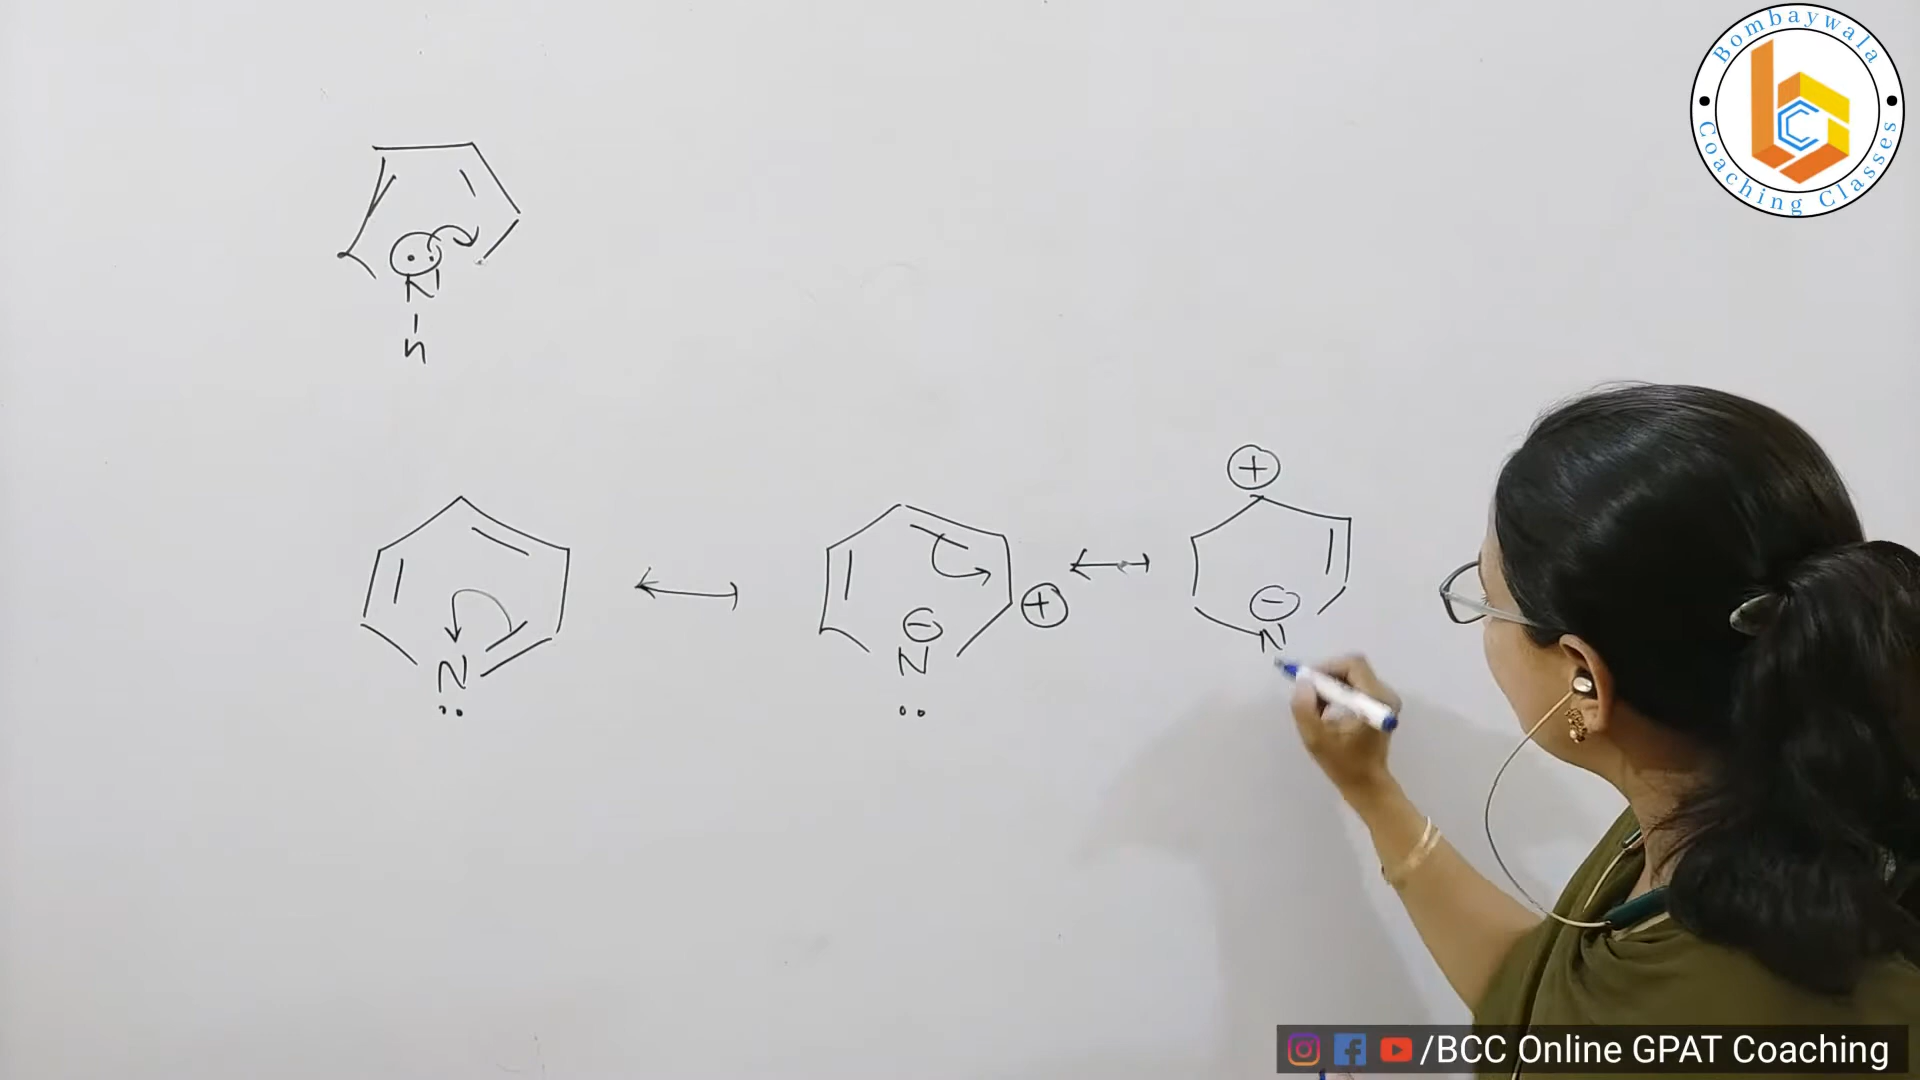 Bombaywala
Coaching Classes
N
H
+
+
−
−
N
N
N
/BCC Online GPAT Coaching